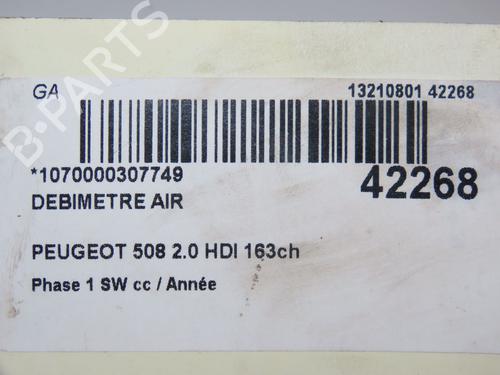 GA
13210801 42268
*1070000307749
42268
DEBIMETRE AIR
PEUGEOT 508 2.0 HDI 163ch
Phase 1 SW cc / Année
B-PARTS